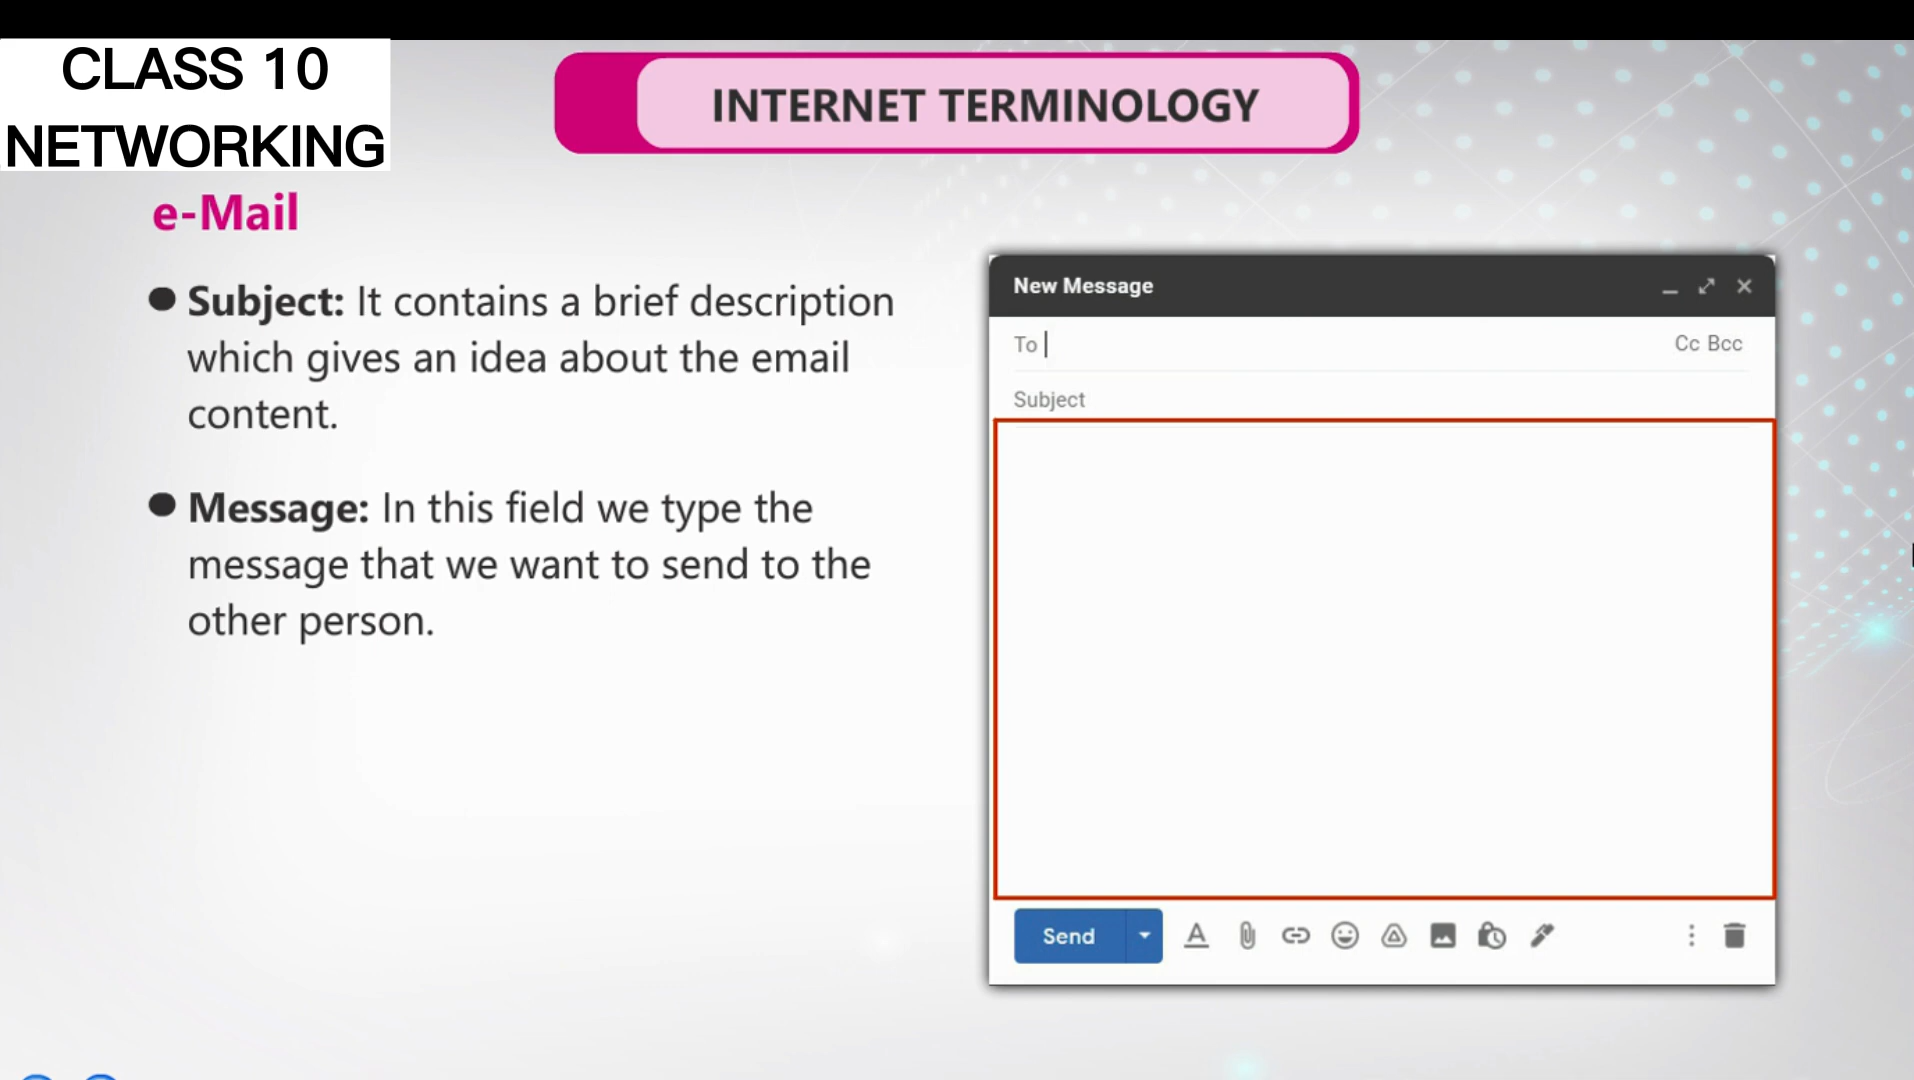 CLASS 10
NETWORKING
INTERNET TERMINOLOGY
e-Mail
Subject: It contains a brief description
which gives an idea about the email
content.
Message: In this field we type the
message that we want to send to the
other person.
New Message
To
Cc Bcc
Subject
Send